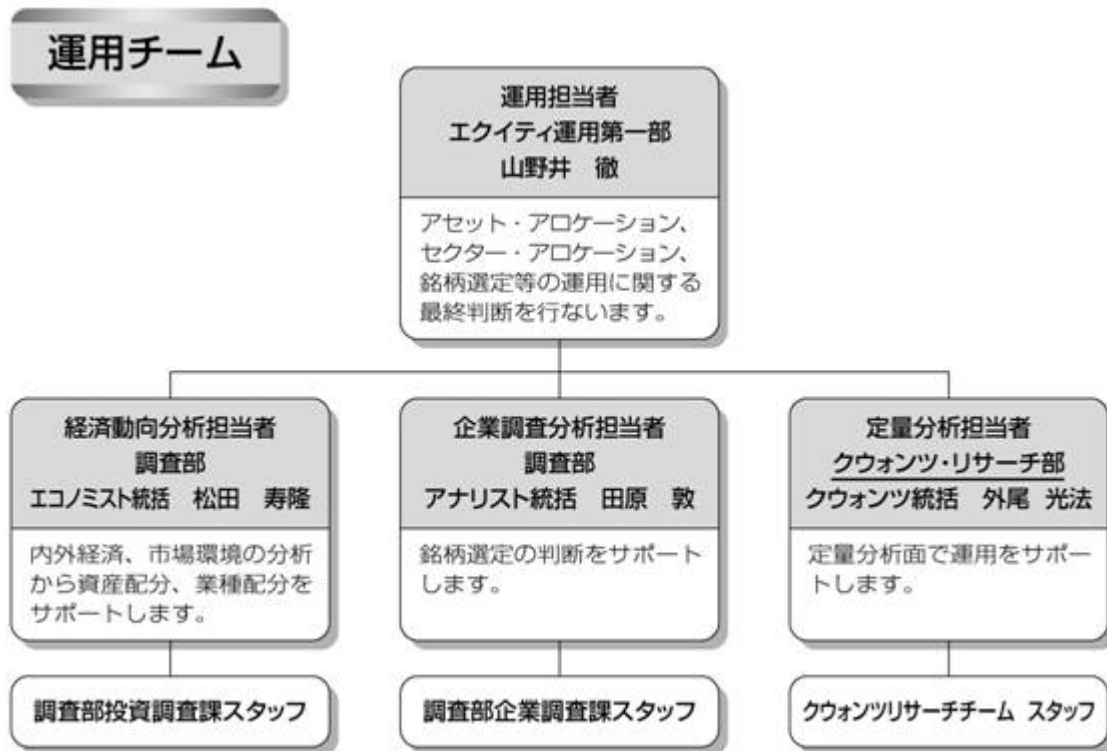 運用チーム
運用担当者
エクイティ運用第一部
山野井 徹
アセット・アロケーション、
セクター・アロケーション、
銘柄選定等の運用に関する
最終判断を行ないます。
経済動向分析担当者
調査部
エコノミスト統括 松田 寿隆
内外経済、市場環境の分析
から資産配分、業種配分を
サポートします。
調査部投資調査課スタッフ
企業調査分析担当者
調査部
アナリスト統括 田原 敦
銘柄選定の判断をサポート
します。
調査部企業調査課スタッフ
定量分析担当者
クウォンツ・リサーチ部
クウォンツ統括 外尾 光法
定量分析面で運用をサポー
トします。
クウォンツリサーチチーム スタッフ